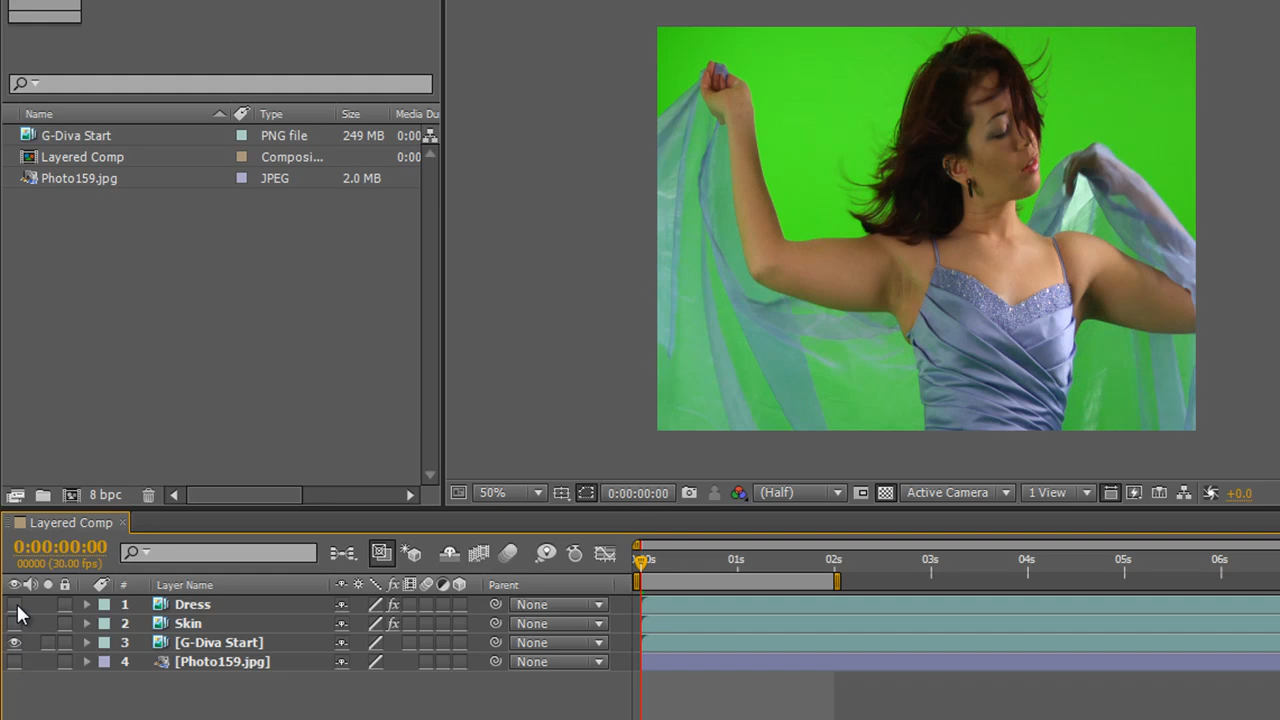 Name Type Size Media Du
G-Diva Start PNG file 249 MB 0:00
Layered Comp Composi... 0:00
Photo159.jpg JPEG 2.0 MB
8 bpc
50% 0:00:00:00 (Half) Active Camera 1 View +0.0
Layered Comp ×
0:00:00:00
00000 (30.00 fps)
# Layer Name fx Parent
0s 01s 02s 03s 04s 05s 06s
1 Dress fx None
2 Skin fx None
3 [G-Diva Start] None
4 [Photo159.jpg] None